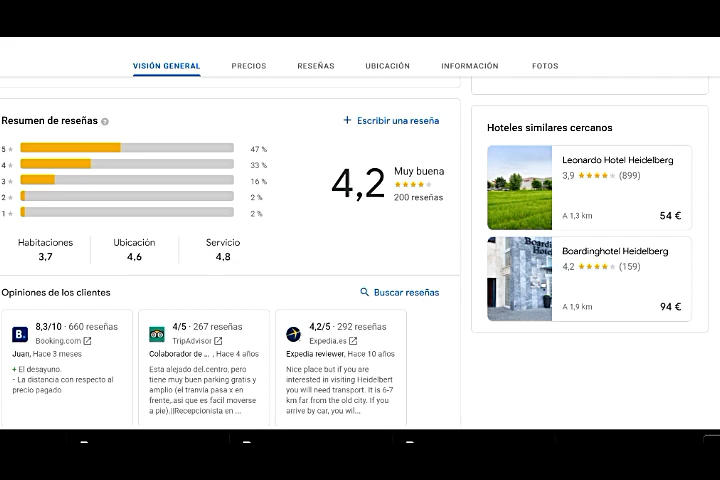 VISIÓN GENERAL PRECIOS RESEÑAS UBICACIÓN INFORMACIÓN FOTOS
Resumen de reseñas
+ Escribir una reseña
5 ★ 47 %
4 ★ 33 %
3 ★ 16 %
2 ★ 2 %
1 ★ 2 %
4,2
Muy buena
200 reseñas
Habitaciones Ubicación Servicio
3,7 4,6 4,8
Opiniones de los clientes
Buscar reseñas
B.
8,3/10 · 660 reseñas
Booking.com
Juan, Hace 3 meses
+ El desayuno.
- La distancia con respecto al
precio pagado
4/5 · 267 reseñas
TripAdvisor
Colaborador de ... , Hace 4 años
Esta alejado del.centro, pero
tiene muy buen parking gratis y
amplio (el tranvia pasa x en
frente, asi que es facil moverse
a pie).||Recepcionista en ...
4,2/5 · 292 reseñas
Expedia.es
Expedia reviewer, Hace 10 años
Nice place but if you are
interested in visiting Heidelbert
you will need transport. It is 6-7
km far from the old city. If you
arrive by car, you wil...
Hoteles similares cercanos
Leonardo Hotel Heidelberg
3,9 (899)
A 1,3 km 54 €
Boardinghotel Heidelberg
4,2 (159)
A 1,9 km 94 €